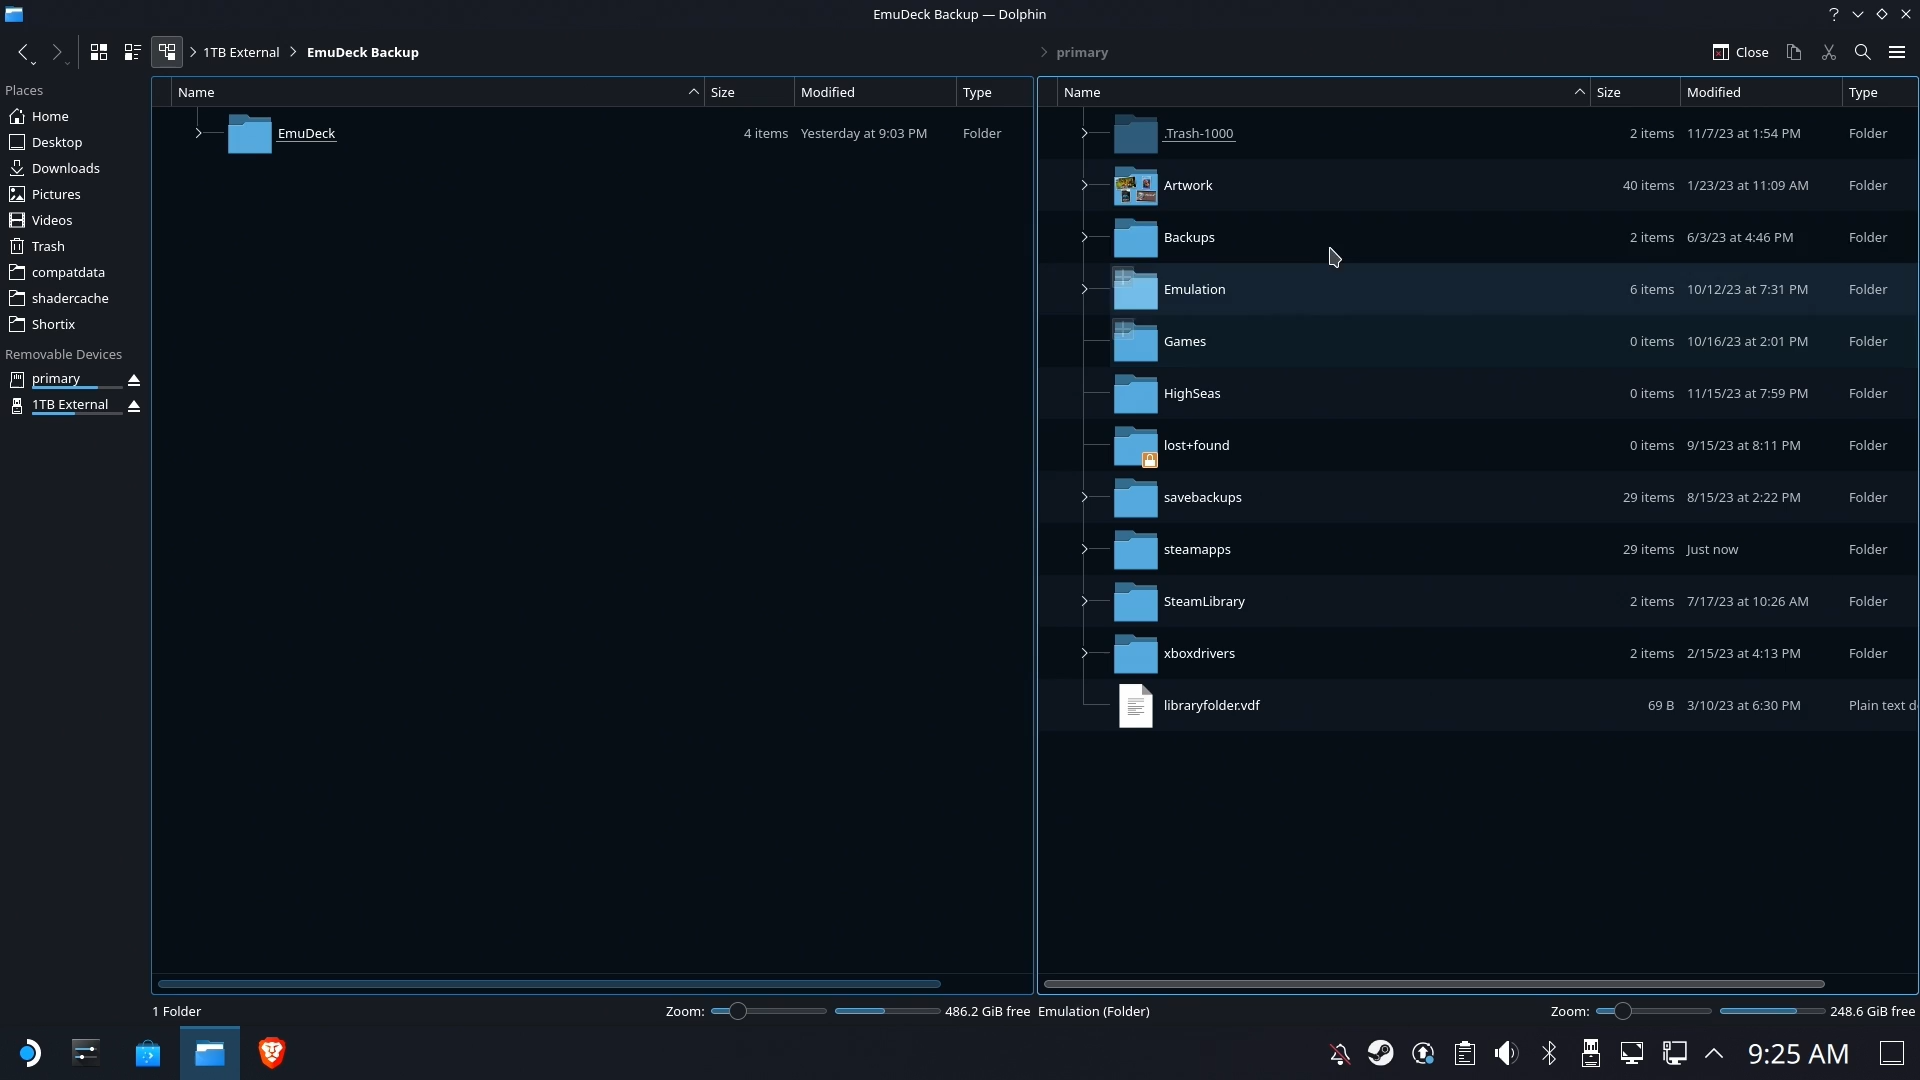 EmuDeck Backup — Dolphin
?
1TB External
EmuDeck Backup
primary
Close
Places
Home
Desktop
Downloads
Pictures
Videos
Trash
compatdata
shadercache
Shortix
Removable Devices
primary
1TB External
Name Size Modified Type
EmuDeck 4 items Yesterday at 9:03 PM Folder
1 Folder
Zoom:
486.2 GiB free
Name Size Modified Type
.Trash-1000 2 items 11/7/23 at 1:54 PM Folder
Artwork 40 items 1/23/23 at 11:09 AM Folder
Backups 2 items 6/3/23 at 4:46 PM Folder
Emulation 6 items 10/12/23 at 7:31 PM Folder
Games 0 items 10/16/23 at 2:01 PM Folder
HighSeas 0 items 11/15/23 at 7:59 PM Folder
lost+found 0 items 9/15/23 at 8:11 PM Folder
savebackups 29 items 8/15/23 at 2:22 PM Folder
steamapps 29 items Just now Folder
SteamLibrary 2 items 7/17/23 at 10:26 AM Folder
xboxdrivers 2 items 2/15/23 at 4:13 PM Folder
libraryfolder.vdf 69 B 3/10/23 at 6:30 PM Plain text d
Emulation (Folder)
Zoom:
248.6 GiB free
9:25 AM